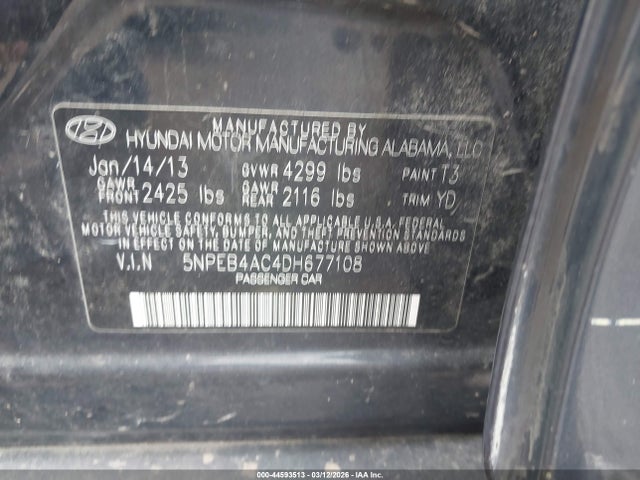 MANUFACTURED BY
HYUNDAI MOTOR MANUFACTURING ALABAMA, LLC
Jan/14/13 GVWR 4299 lbs PAINT T3
GAWR FRONT 2425 lbs GAWR REAR 2116 lbs TRIM YD
THIS VEHICLE CONFORMS TO ALL APPLICABLE U.S.A. FEDERAL
MOTOR VEHICLE SAFETY, BUMPER, AND THEFT PREVENTION STANDARDS
IN EFFECT ON THE DATE OF MANUFACTURE SHOWN ABOVE.
V.I.N 5NPEB4AC4DH677108
PASSENGER CAR
000-44593513 - 03/12/2026 - IAAI.COM